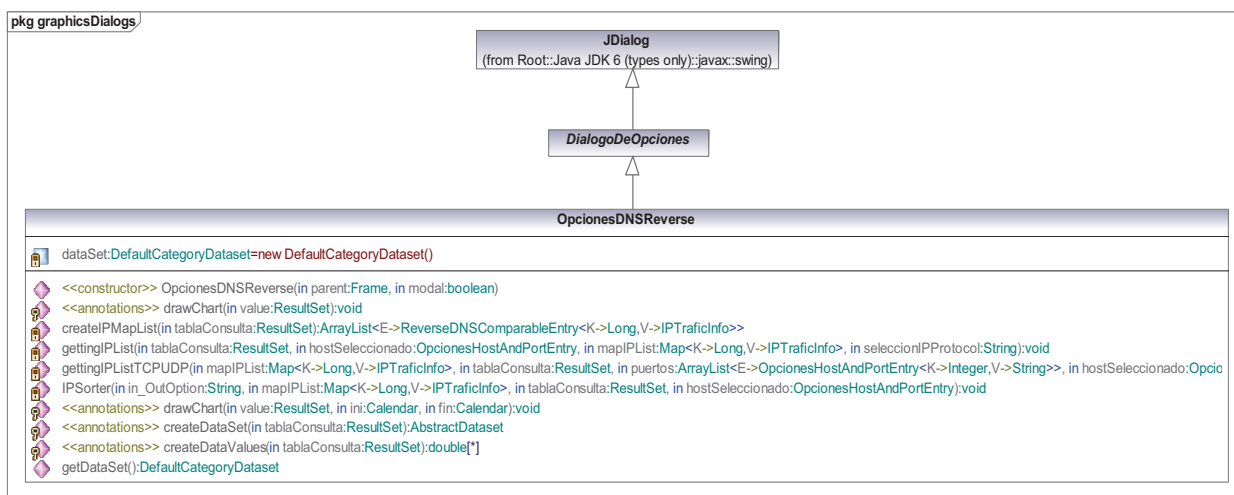 pkg graphicsDialogs
JDialog
(from Root::Java JDK 6 (types only)::javax::swing)
DialogoDeOpciones
OpcionesDNSReverse
dataSet:DefaultCategoryDataset=new DefaultCategoryDataset()
<<constructor>> OpcionesDNSReverse(in parent:Frame, in modal:boolean)
<<annotations>> drawChart(in value:ResultSet):void
createIPMapList(in tablaConsulta:ResultSet):ArrayList<E->ReverseDNSComparableEntry<K->Long,V->IPTraficInfo>>
gettingIPList(in tablaConsulta:ResultSet, in hostSeleccionado:OpcionesHostAndPortEntry, in mapIPList:Map<K->Long,V->IPTraficInfo>, in seleccionIPProtocol:String):void
gettingIPListTCPUDP(in mapIPList:Map<K->Long,V->IPTraficInfo>, in tablaConsulta:ResultSet, in puertos:ArrayList<E->OpcionesHostAndPortEntry<K->Integer,V->String>>, in hostSeleccionado:Opcio
IPSorter(in in_OutOption:String, in mapIPList:Map<K->Long,V->IPTraficInfo>, in tablaConsulta:ResultSet, in hostSeleccionado:OpcionesHostAndPortEntry):void
<<annotations>> drawChart(in value:ResultSet, in ini:Calendar, in fin:Calendar):void
<<annotations>> createDataSet(in tablaConsulta:ResultSet):AbstractDataset
<<annotations>> createDataValues(in tablaConsulta:ResultSet):double[*]
getDataSet():DefaultCategoryDataset